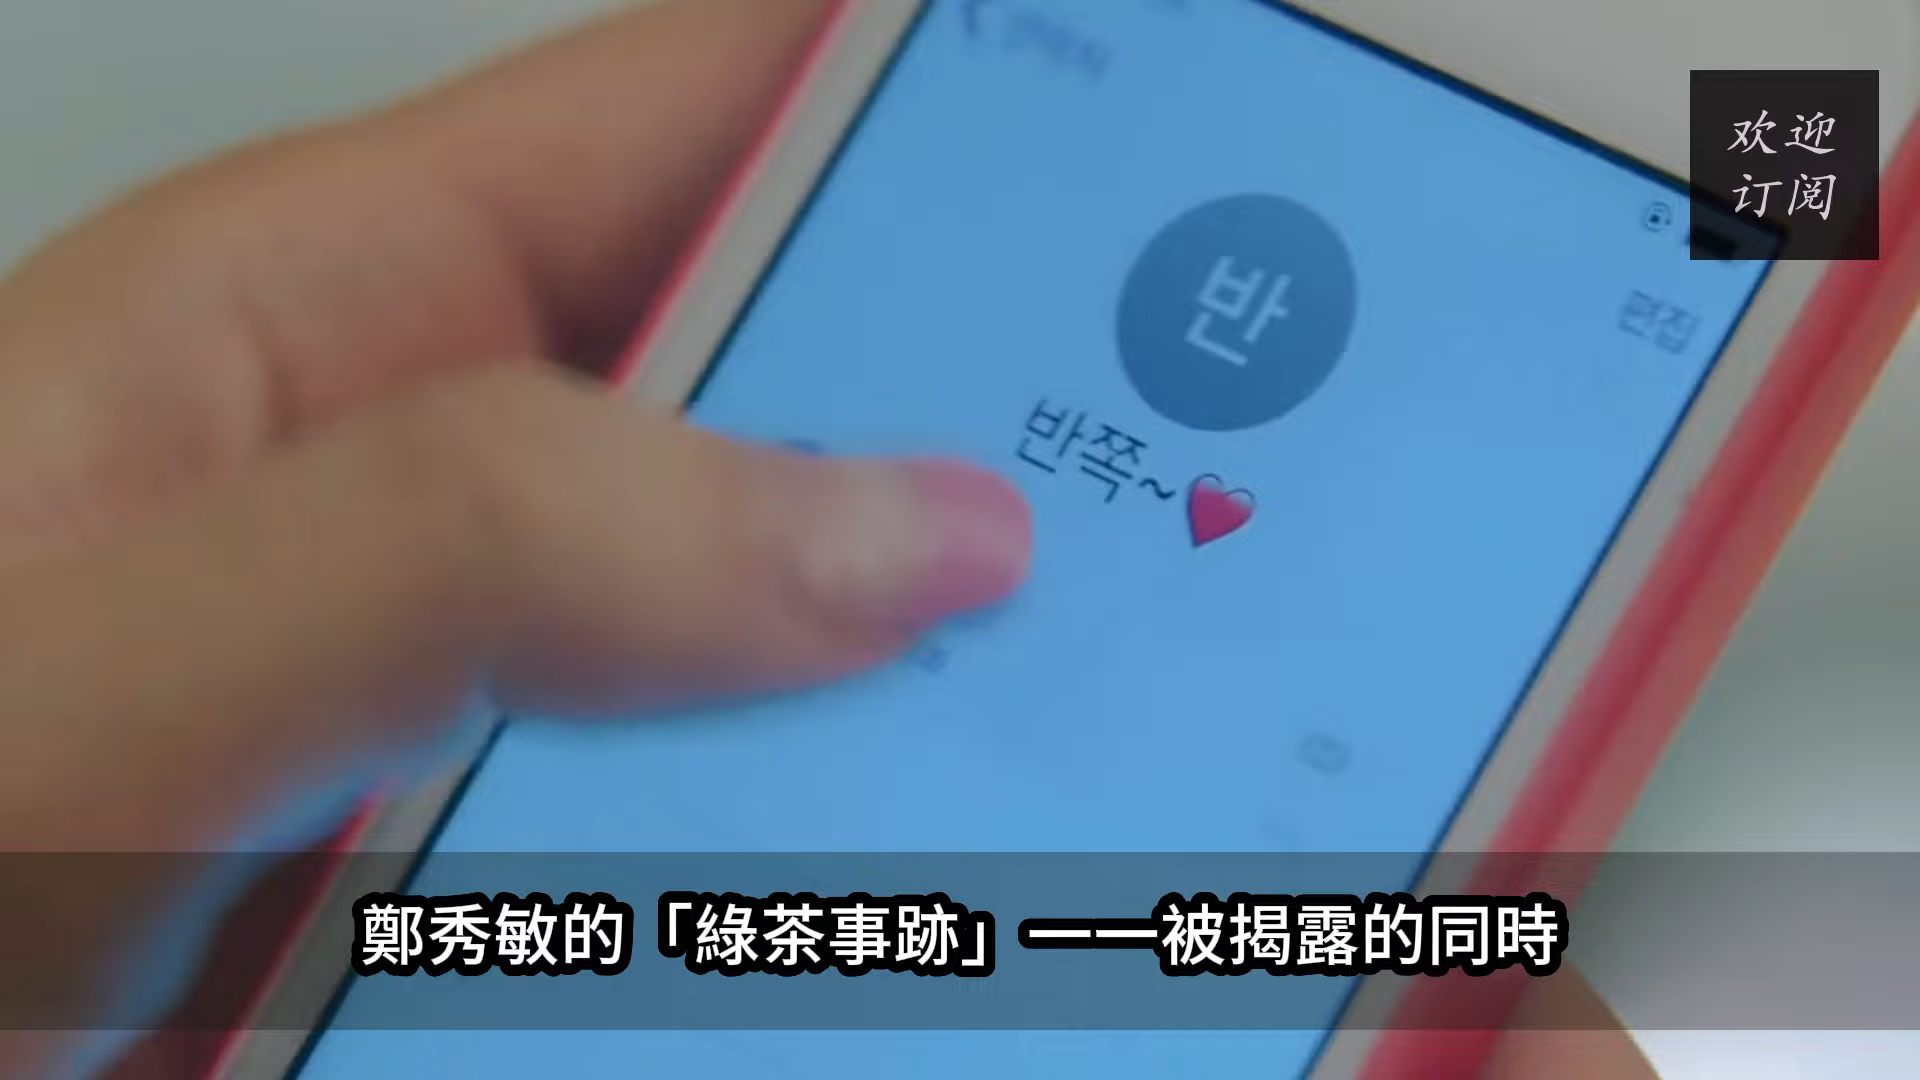 欢迎
订阅
반
편집
반쪽~
鄭秀敏的「綠茶事跡」一一被揭露的同時